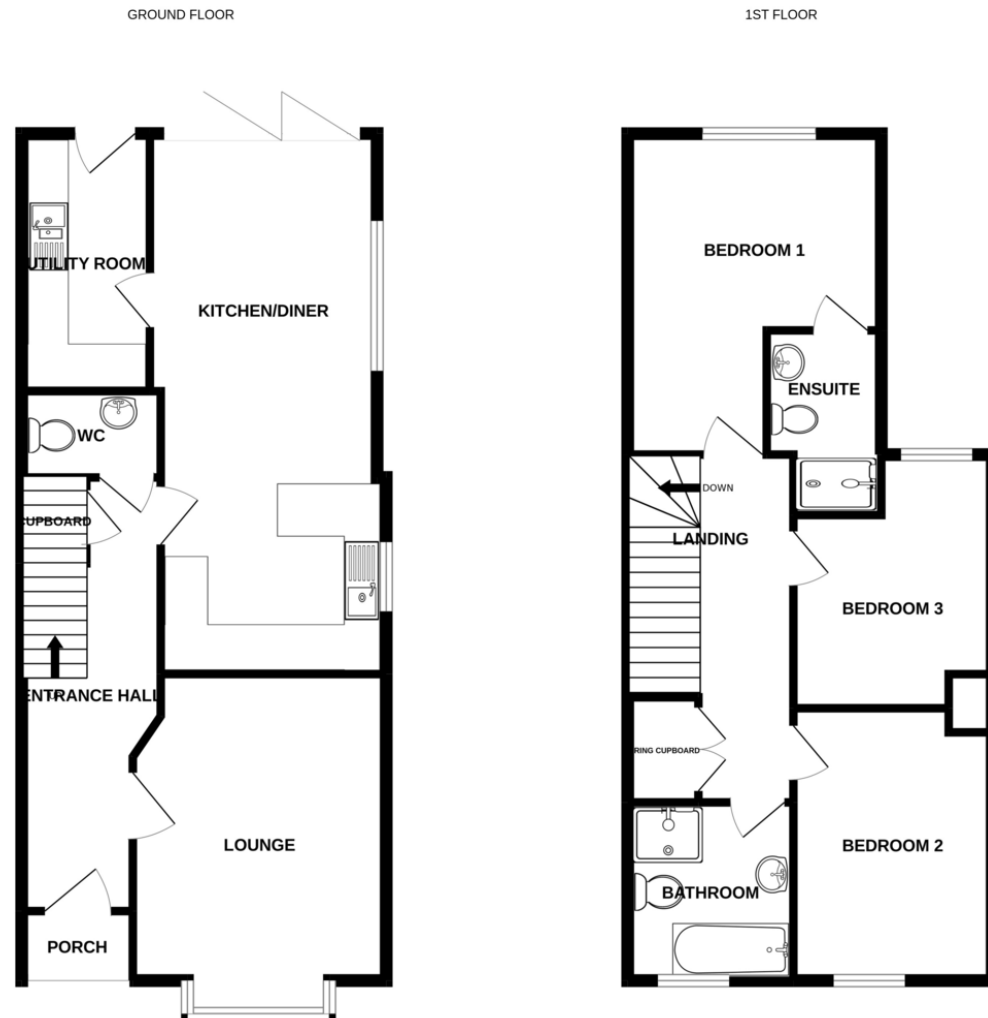 GROUND FLOOR
1ST FLOOR
UTILITY ROOM
KITCHEN/DINER
WC
CUPBOARD
ENTRANCE HALL
LOUNGE
PORCH
BEDROOM 1
ENSUITE
DOWN
LANDING
BEDROOM 3
RING CUPBOARD
BEDROOM 2
BATHROOM